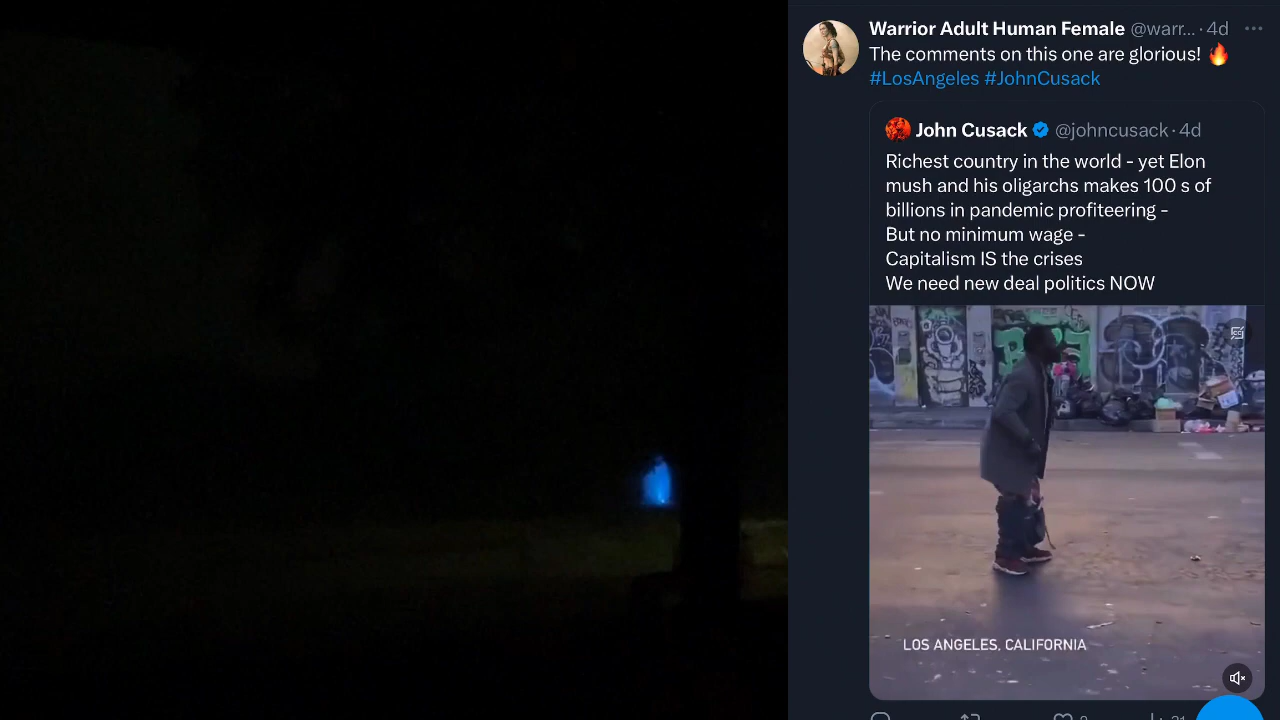 Warrior Adult Human Female @warr... · 4d
The comments on this one are glorious! 🔥
#LosAngeles #JohnCusack
John Cusack @johncusack · 4d
Richest country in the world - yet Elon
mush and his oligarchs makes 100 s of
billions in pandemic profiteering -
But no minimum wage -
Capitalism IS the crises
We need new deal politics NOW
LOS ANGELES, CALIFORNIA